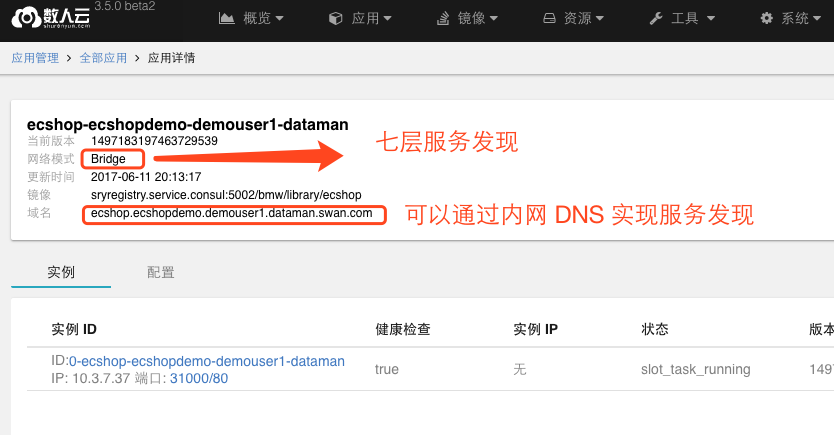 数人云
shurenyun.com
3.5.0 beta2
概览
应用
镜像
资源
工具
系统
应用管理 > 全部应用 > 应用详情
ecshop-ecshopdemo-demouser1-dataman
当前版本 1497183197463729539
网络模式 Bridge
七层服务发现
更新时间 2017-06-11 20:13:17
镜像 sryregistry.service.consul:5002/bmw/library/ecshop
域名 ecshop.ecshopdemo.demouser1.dataman.swan.com
可以通过内网 DNS 实现服务发现
实例
配置
实例 ID
健康检查
实例 IP
状态
版本
ID:0-ecshop-ecshopdemo-demouser1-dataman
IP: 10.3.7.37 端口: 31000/80
true
无
slot_task_running
1497